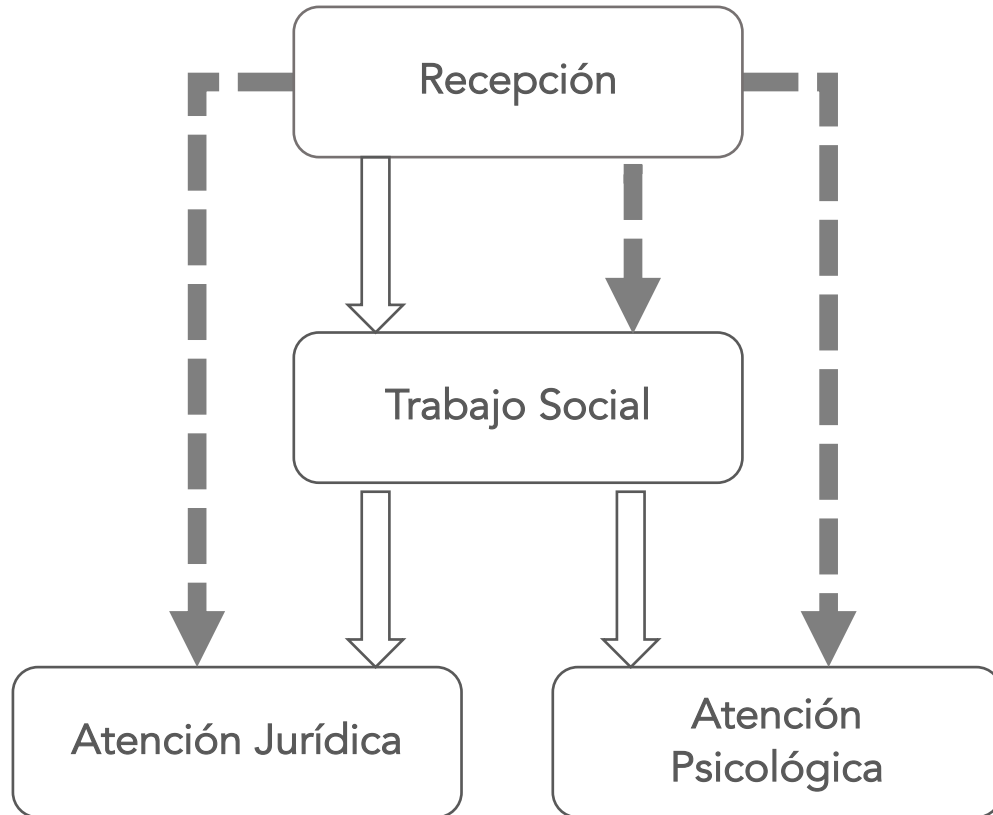 Recepción
Trabajo Social
Atención Jurídica
Atención
Psicológica